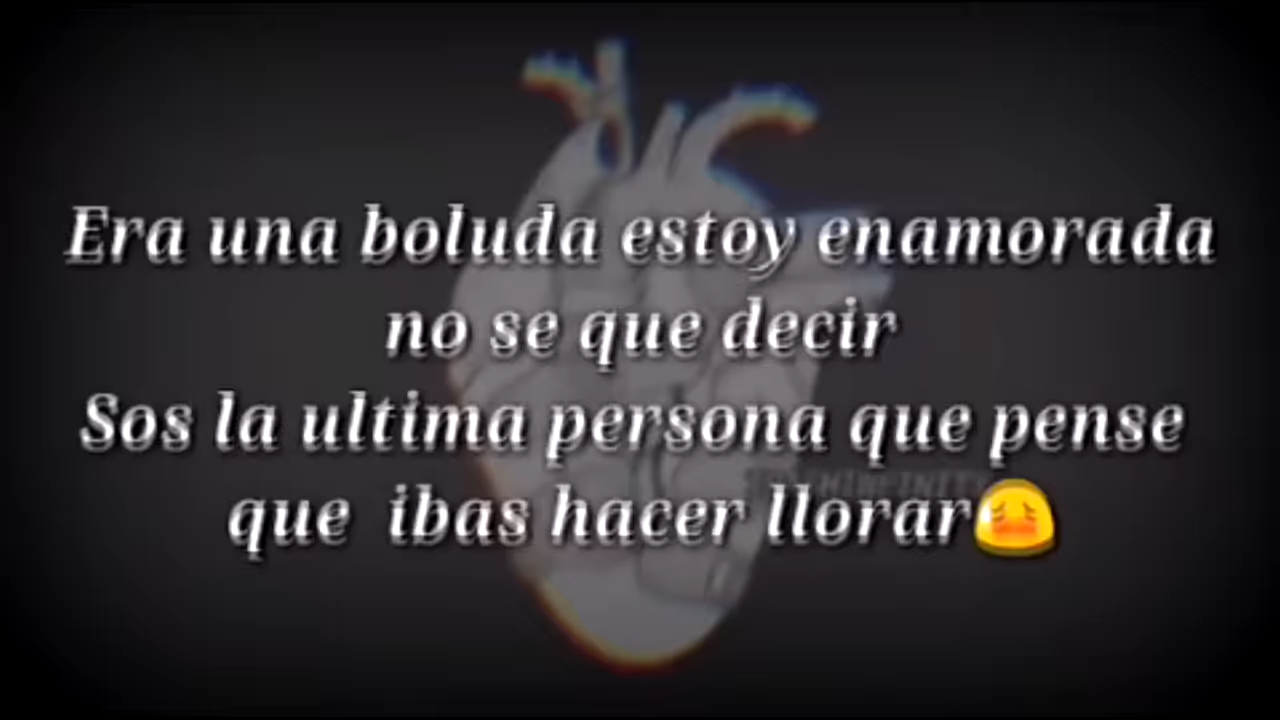 Era una boluda estoy enamorada
no se que decir
Sos la ultima persona que pense
que ibas hacer llorar😳